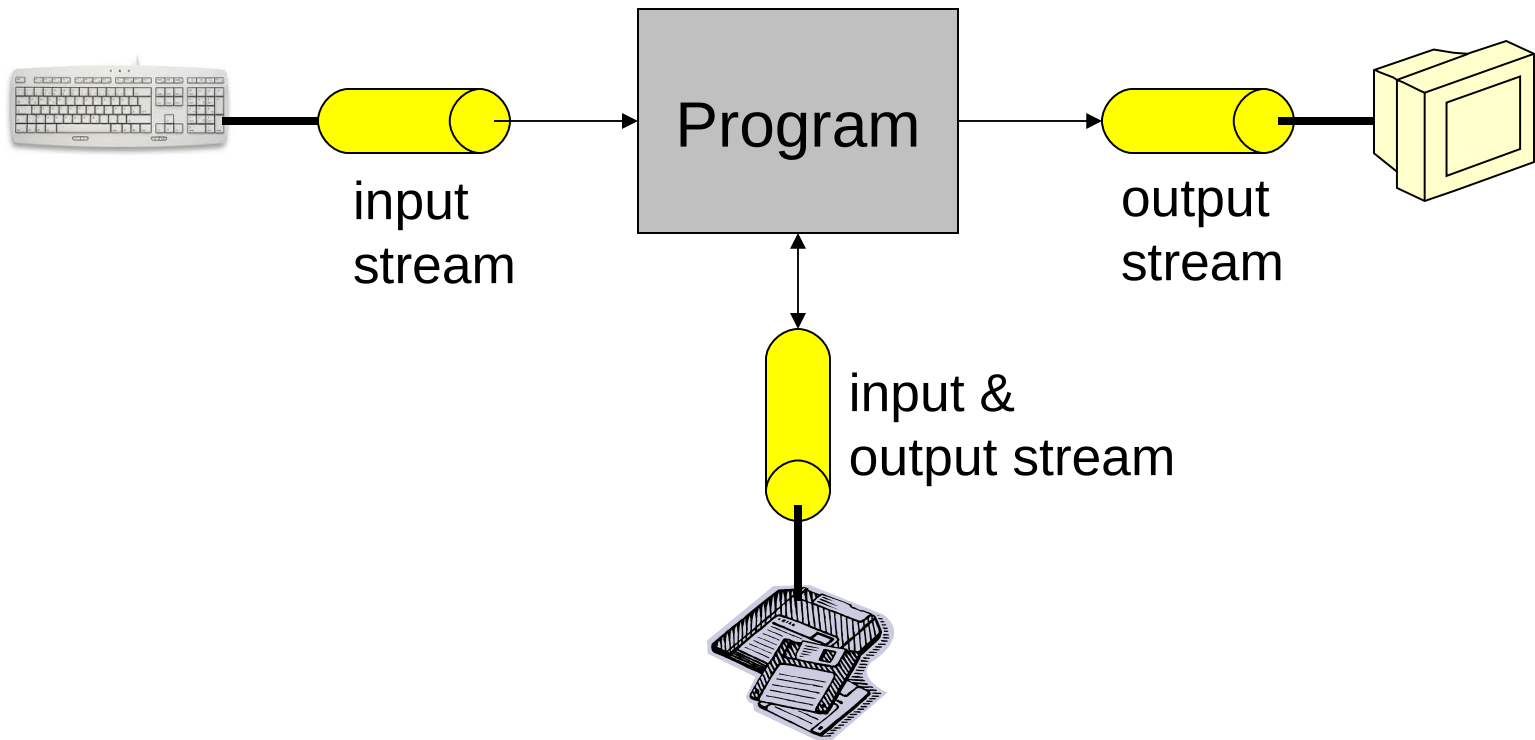 Program
input
stream
output
stream
input &
output stream